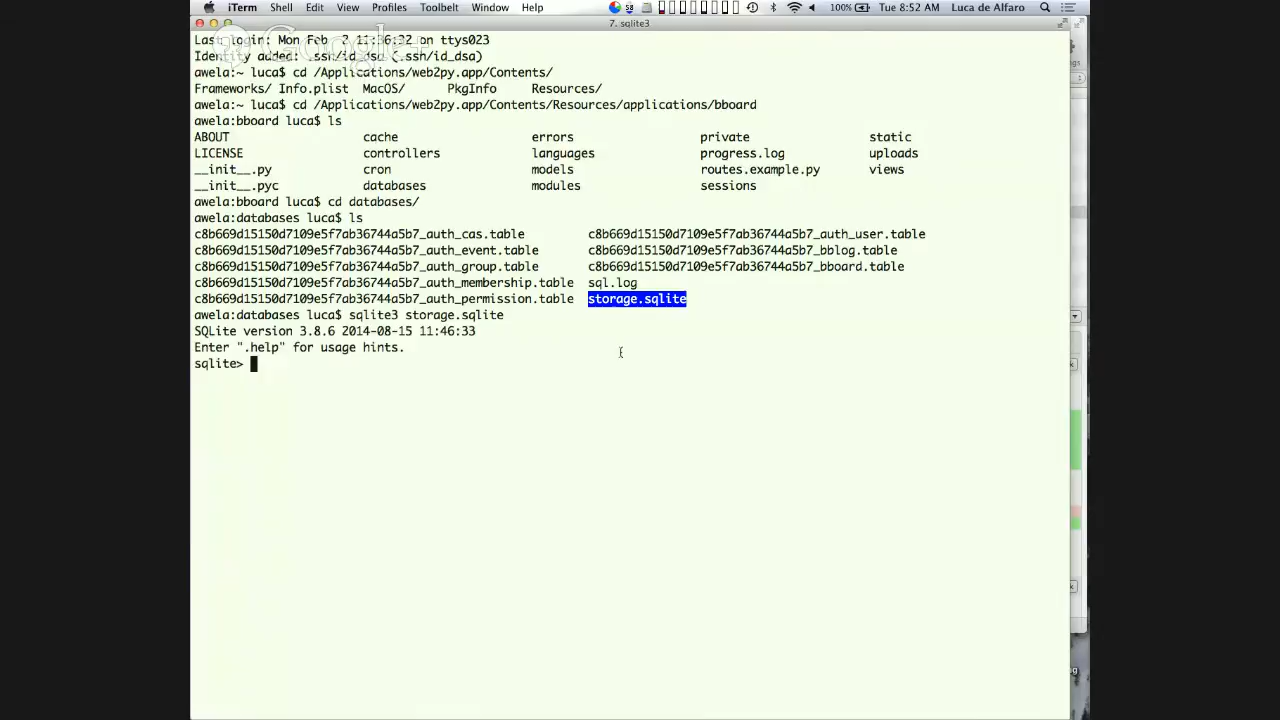 iTerm Shell Edit View Profiles Toolbelt Window Help 58 100% Tue 8:52 AM Luca de Alfaro
7. sqlite3
Last login: Mon Feb 2 on ttys023
Google+
Identity added: .ssh/id_dsa (.ssh/id_dsa)
awela:~ luca$ cd /Applications/web2py.app/Contents/
Frameworks/ Info.plist MacOS/ PkgInfo Resources/
awela:~ luca$ cd /Applications/web2py.app/Contents/Resources/applications/bboard
awela:bboard luca$ ls
ABOUT cache errors private static
LICENSE controllers languages progress.log uploads
__init__.py cron models routes.example.py views
__init__.pyc databases modules sessions
awela:bboard luca$ cd databases/
awela:databases luca$ ls
c8b669d15150d7109e5f7ab36744a5b7_auth_cas.table c8b669d15150d7109e5f7ab36744a5b7_auth_user.table
c8b669d15150d7109e5f7ab36744a5b7_auth_event.table c8b669d15150d7109e5f7ab36744a5b7_bblog.table
c8b669d15150d7109e5f7ab36744a5b7_auth_group.table c8b669d15150d7109e5f7ab36744a5b7_bboard.table
c8b669d15150d7109e5f7ab36744a5b7_auth_membership.table sql.log
c8b669d15150d7109e5f7ab36744a5b7_auth_permission.table storage.sqlite
awela:databases luca$ sqlite3 storage.sqlite
SQLite version 3.8.6 2014-08-15 11:46:33
Enter ".help" for usage hints.
sqlite>